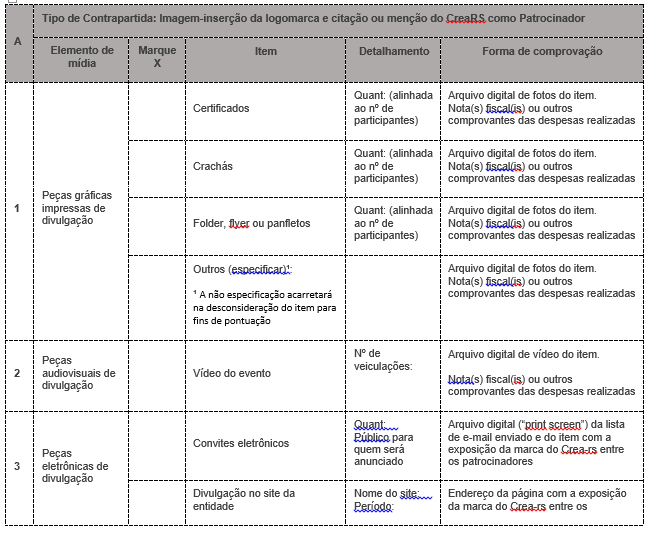 A
Tipo de Contrapartida: Imagem-inserção da logomarca e citação ou menção do CreaRS como Patrocinador
Elemento de
mídia
Marque
X
Item
Detalhamento
Forma de comprovação
1
Peças gráficas
impressas de
divulgação
Certificados
Quant: (alinhada
ao nº de
participantes)
Arquivo digital de fotos do item.
Nota(s) fiscal(is) ou outros
comprovantes das despesas realizadas
Crachás
Quant: (alinhada
ao nº de
participantes)
Arquivo digital de fotos do item.
Nota(s) fiscal(is) ou outros
comprovantes das despesas realizadas
Folder, flyer ou panfletos
Quant: (alinhada
ao nº de
participantes)
Arquivo digital de fotos do item.
Nota(s) fiscal(is) ou outros
comprovantes das despesas realizadas
Outros (especificar)¹:
¹ A não especificação acarretará
na desconsideração do item para
fins de pontuação
Arquivo digital de fotos do item.
Nota(s) fiscal(is) ou outros
comprovantes das despesas realizadas
2
Peças
audiovisuais de
divulgação
Vídeo do evento
Nº de
veiculações:
Arquivo digital de vídeo do item.
Nota(s) fiscal(is) ou outros
comprovantes das despesas realizadas
3
Peças
eletrônicas de
divulgação
Convites eletrônicos
Quant:
Público para
quem será
anunciado
Arquivo digital (“print screen”) da lista
de e-mail enviado e do item com a
exposição da marca do Crea-rs entre
os patrocinadores
Divulgação no site da
entidade
Nome do site:
Período:
Endereço da página com a exposição
da marca do Crea-rs entre os